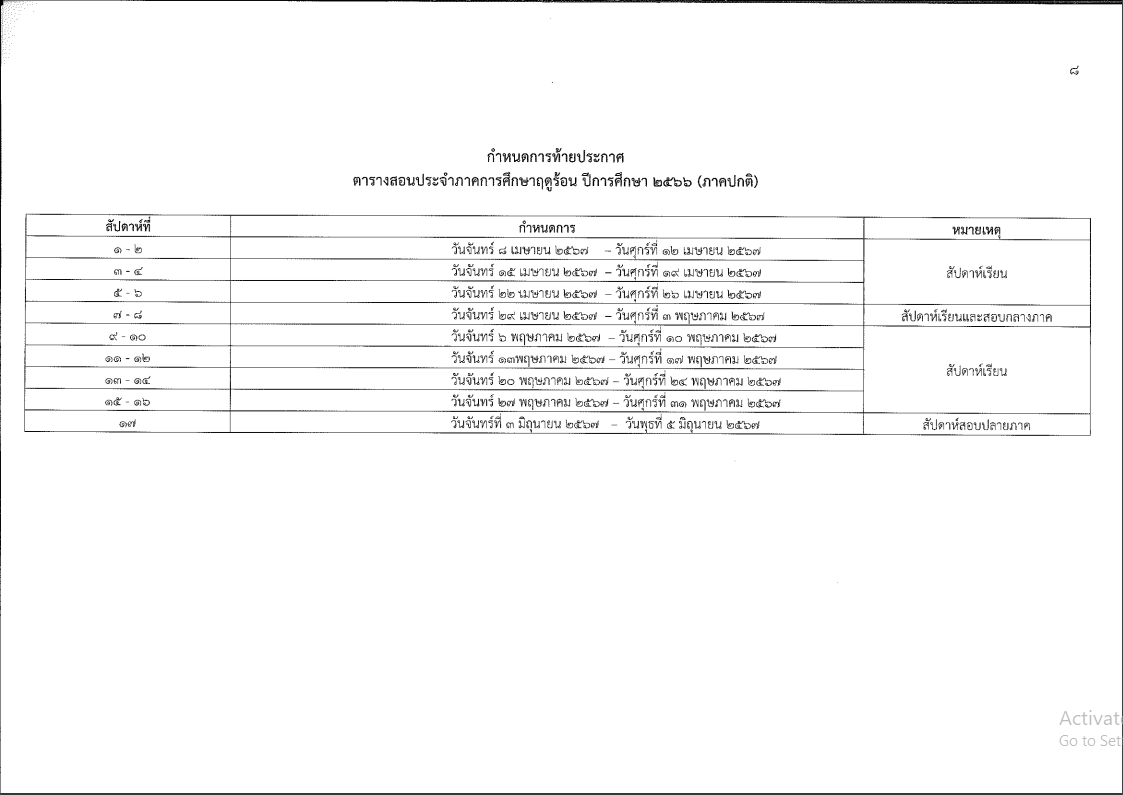 ๘
กำหนดการท้ายประกาศ
ตารางสอนประจำภาคการศึกษาฤดูร้อน ปีการศึกษา ๒๕๖๖ (ภาคปกติ)
สัปดาห์ที่ กำหนดการ หมายเหตุ
๑ - ๒ วันจันทร์ ๘ เมษายน ๒๕๖๗ – วันศุกร์ที่ ๑๒ เมษายน ๒๕๖๗
๓ - ๔ วันจันทร์ ๑๕ เมษายน ๒๕๖๗ – วันศุกร์ที่ ๑๙ เมษายน ๒๕๖๗ สัปดาห์เรียน
๕ - ๖ วันจันทร์ ๒๒ เมษายน ๒๕๖๗ – วันศุกร์ที่ ๒๖ เมษายน ๒๕๖๗
๗ - ๘ วันจันทร์ ๒๙ เมษายน ๒๕๖๗ – วันศุกร์ที่ ๓ พฤษภาคม ๒๕๖๗ สัปดาห์เรียนและสอบกลางภาค
๙ - ๑๐ วันจันทร์ ๖ พฤษภาคม ๒๕๖๗ – วันศุกร์ที่ ๑๐ พฤษภาคม ๒๕๖๗
๑๑ - ๑๒ วันจันทร์ ๑๓พฤษภาคม ๒๕๖๗ – วันศุกร์ที่ ๑๗ พฤษภาคม ๒๕๖๗ สัปดาห์เรียน
๑๓ - ๑๔ วันจันทร์ ๒๐ พฤษภาคม ๒๕๖๗ – วันศุกร์ที่ ๒๔ พฤษภาคม ๒๕๖๗
๑๕ - ๑๖ วันจันทร์ ๒๗ พฤษภาคม ๒๕๖๗ – วันศุกร์ที่ ๓๑ พฤษภาคม ๒๕๖๗
๑๗ วันจันทร์ที่ ๓ มิถุนายน ๒๕๖๗ – วันพุธที่ ๕ มิถุนายน ๒๕๖๗ สัปดาห์สอบปลายภาค
Activat
Go to Set